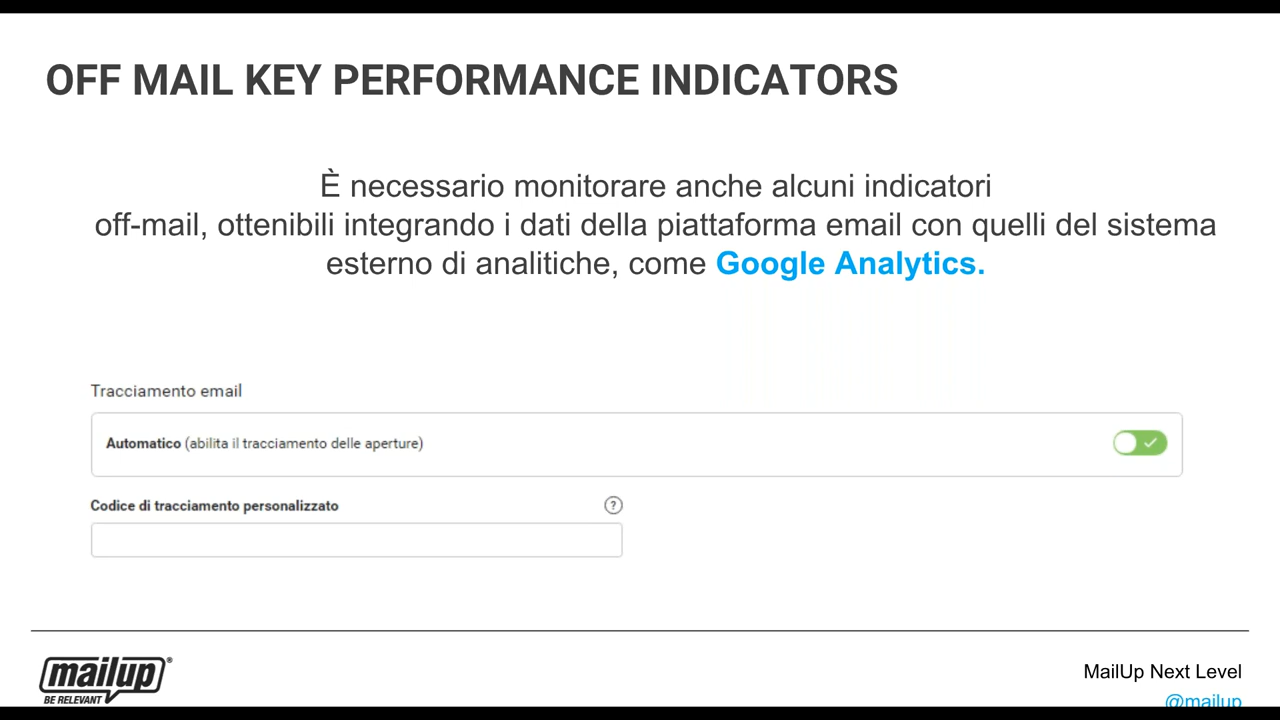 OFF MAIL KEY PERFORMANCE INDICATORS
È necessario monitorare anche alcuni indicatori
off-mail, ottenibili integrando i dati della piattaforma email con quelli del sistema
esterno di analitiche, come Google Analytics.
Tracciamento email
Automatico (abilita il tracciamento delle aperture)
Codice di tracciamento personalizzato ?
mailup®
BE RELEVANT
MailUp Next Level
@mailup